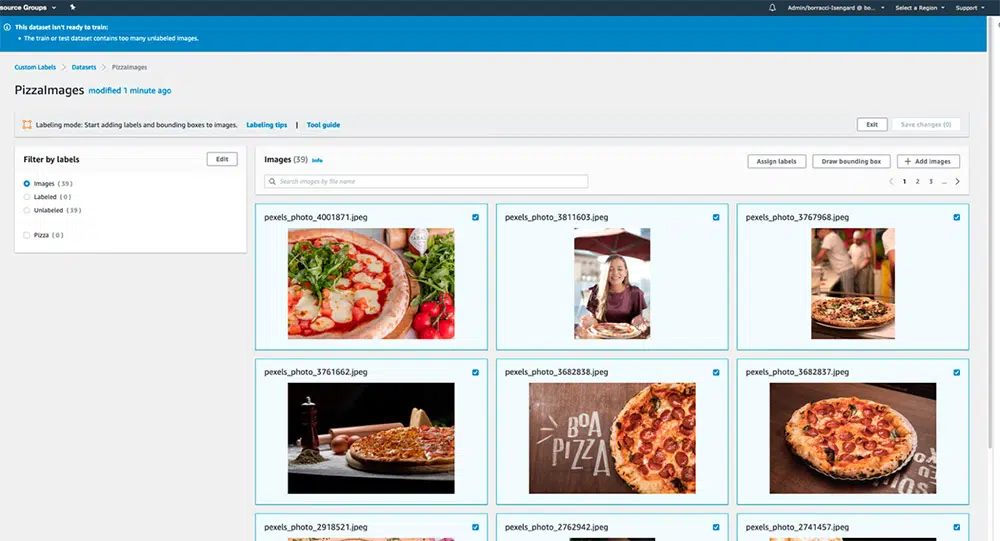 source Groups
Admin/borracci-Isengard @ bo...
Select a Region
Support
This dataset isn't ready to train:
• The train or test dataset contains too many unlabeled images.
Custom Labels > Datasets > PizzaImages
PizzaImages modified 1 minute ago
Labeling mode: Start adding labels and bounding boxes to images. Labeling tips | Tool guide
Exit
Save changes (0)
Filter by labels
Edit
Images (39)
Labeled (0)
Unlabeled (39)
Pizza (0)
Images (39) Info
Assign labels
Draw bounding box
+ Add images
Search images by file name
< 1 2 3 ... >
pexels_photo_4001871.jpeg
pexels_photo_3811603.jpeg
pexels_photo_3767968.jpeg
pexels_photo_3761662.jpeg
pexels_photo_3682838.jpeg
pexels_photo_3682837.jpeg
BOA
PIZZA
pexels_photo_2918521.jpeg
pexels_photo_2762942.jpeg
pexels_photo_2741457.jpeg